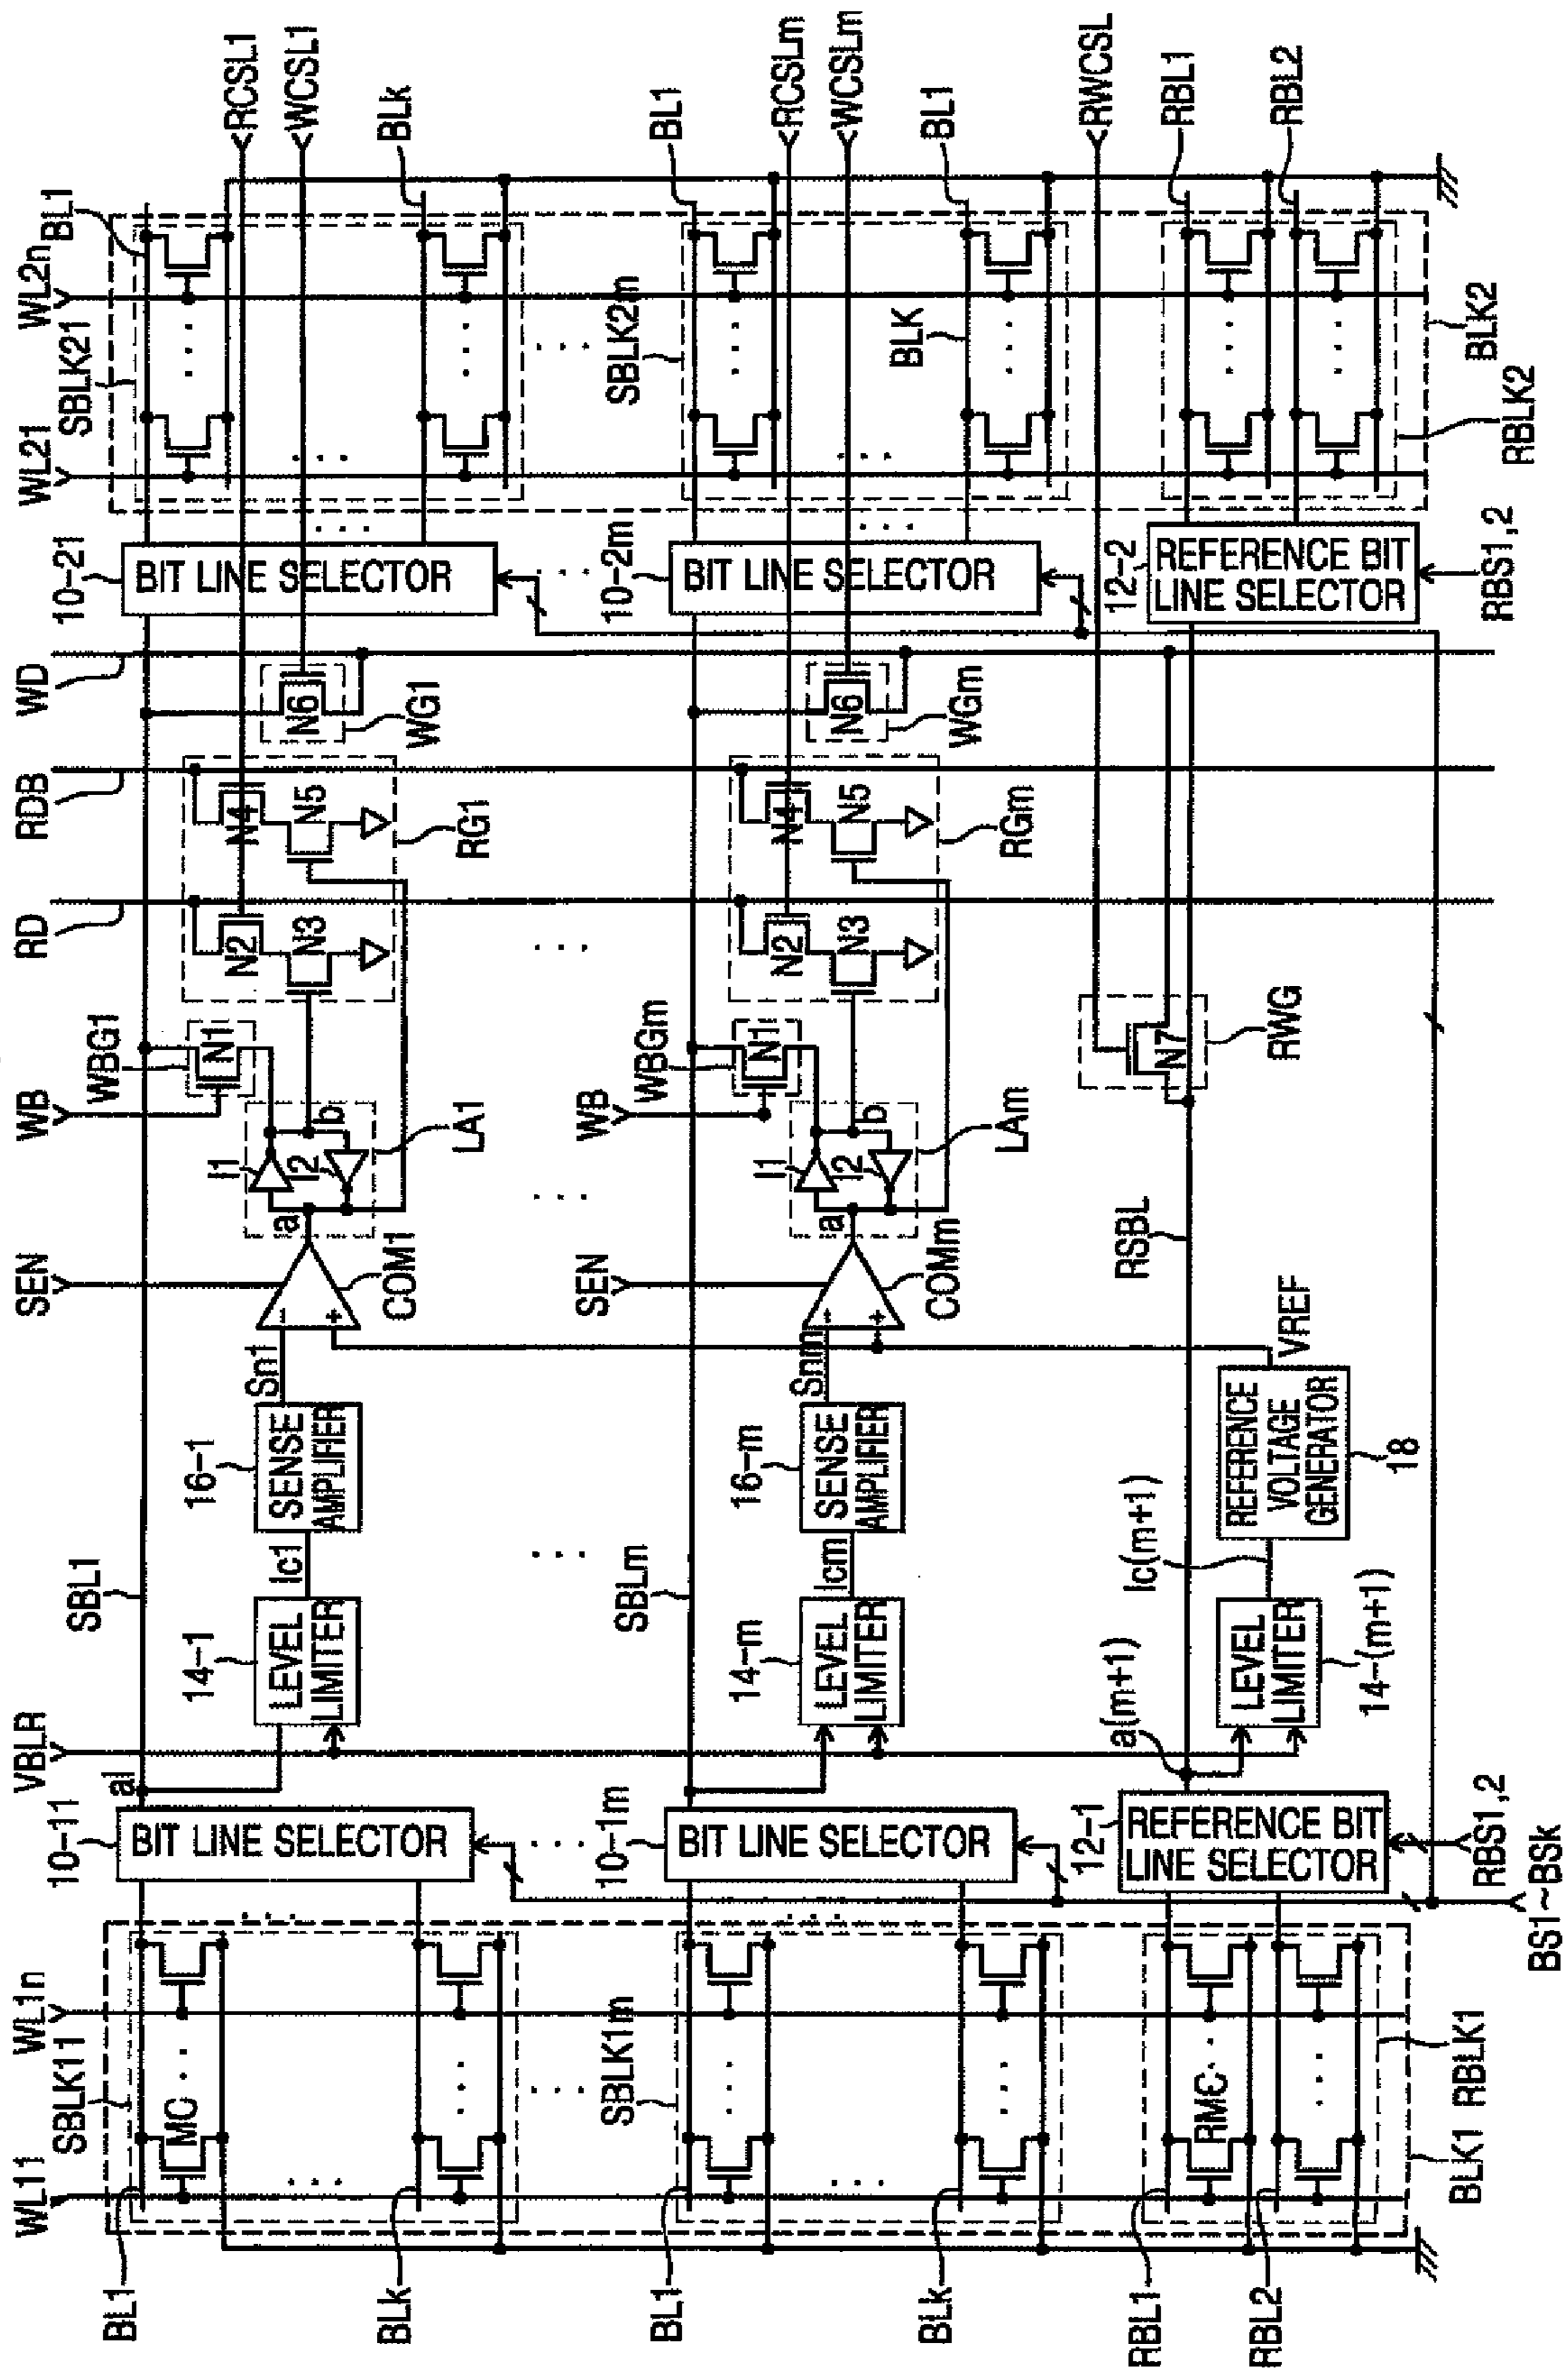 WL11
SBLK11
WL1n
10-11
VBLR
14-1
SBL1
16-1
SEN
WB
WBG1
RD
RDB
WD
10-21
WL21
SBLK21
WL2n
BL1
BL1
MC
BIT LINE SELECTOR
a1
LEVEL
LIMITER
Ic1
SENSE
AMPLIFIER
Sn1
-
+
COM1
a
I1
I2
b
LA1
N1
N2
N3
N4
N5
RG1
N6
WG1
BIT LINE SELECTOR
RCSL1
WCSL1
BLk
BLk
SBLK1m
10-1m
14-m
SBLm
16-m
SEN
WB
WBGm
10-2m
SBLK2m
BL1
BL1
BIT LINE SELECTOR
LEVEL
LIMITER
Icm
SENSE
AMPLIFIER
Snm
-
+
COMm
a
I1
I2
b
LAm
N1
N2
N3
N4
N5
RGm
N6
WGm
BIT LINE SELECTOR
RCSLm
WCSLm
BLK
BL1
BLk
RWCSL
12-1
a(m+1)
Ic(m+1)
RSBL
N7
RWG
12-2
RBL1
RBL1
RMC
REFERENCE BIT
LINE SELECTOR
LEVEL
LIMITER
14-(m+1)
REFERENCE
VOLTAGE
GENERATOR
18
VREF
REFERENCE BIT
LINE SELECTOR
RBL2
RBL2
BLK1
RBLK1
RBS1,2
BS1~BSk
RBS1,2
RBLK2
BLK2